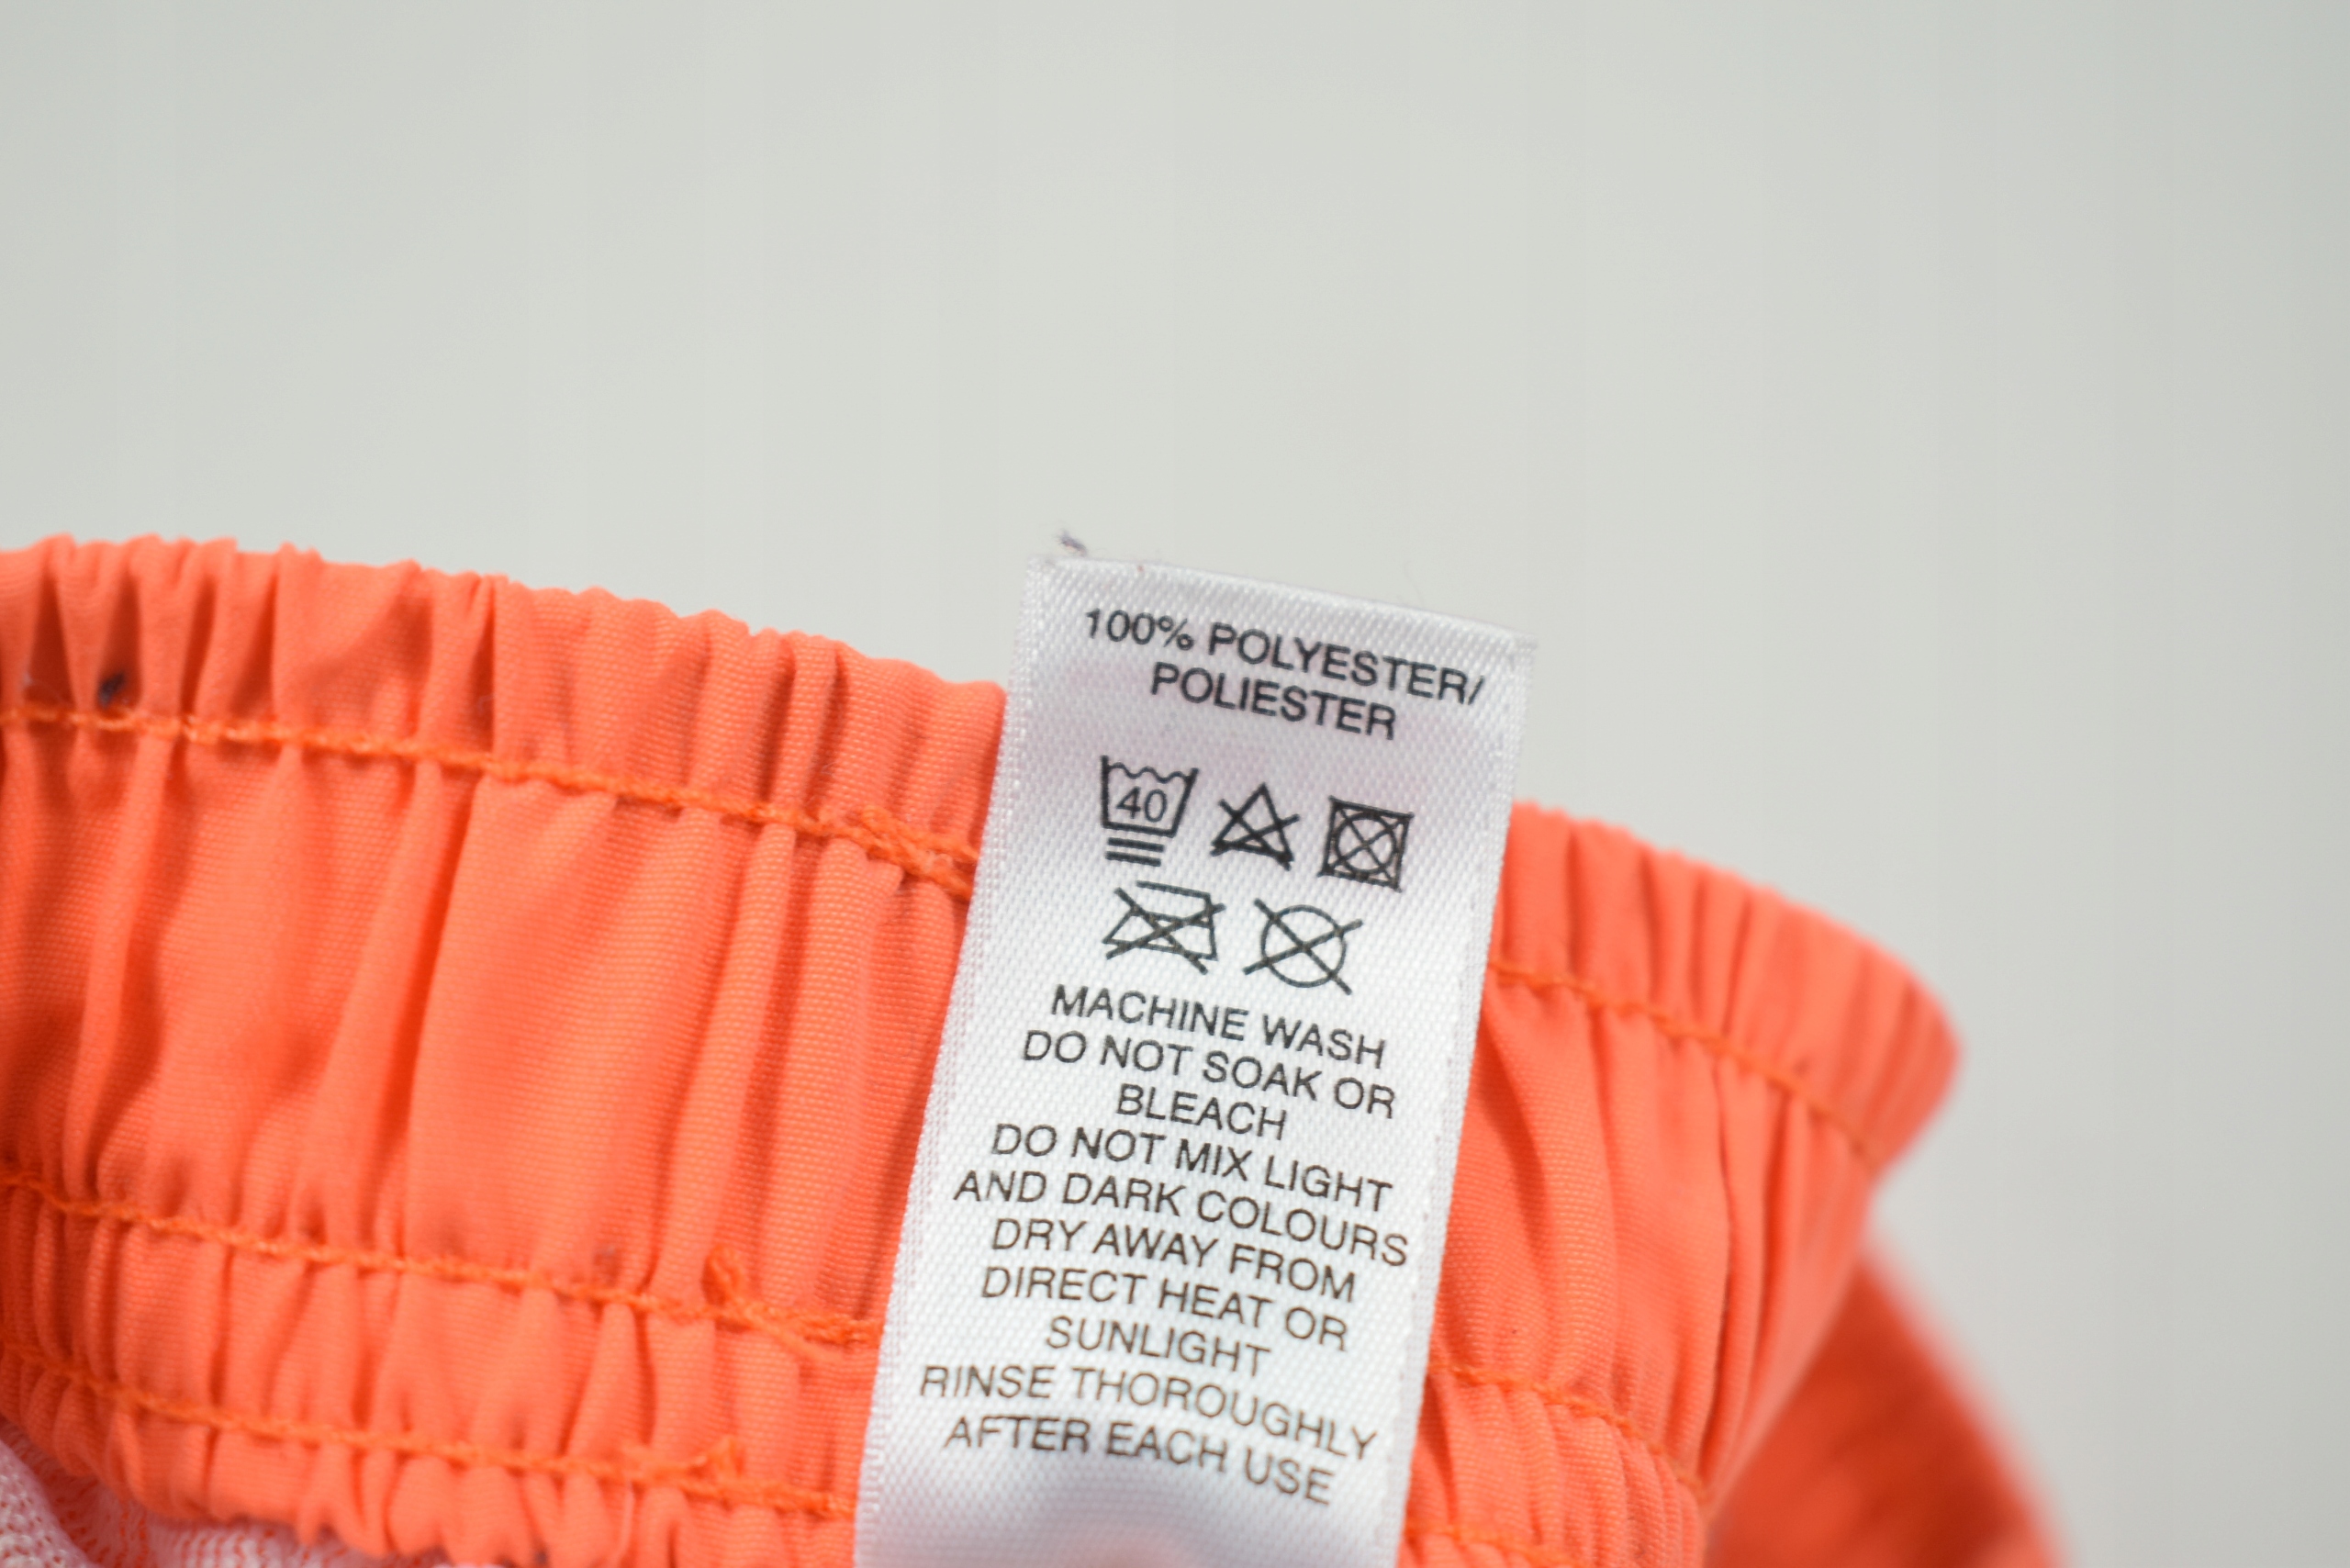 100% POLYESTER/
POLIESTER
40
MACHINE WASH
DO NOT SOAK OR
BLEACH
DO NOT MIX LIGHT
AND DARK COLOURS
DRY AWAY FROM
DIRECT HEAT OR
SUNLIGHT
RINSE THOROUGHLY
AFTER EACH USE